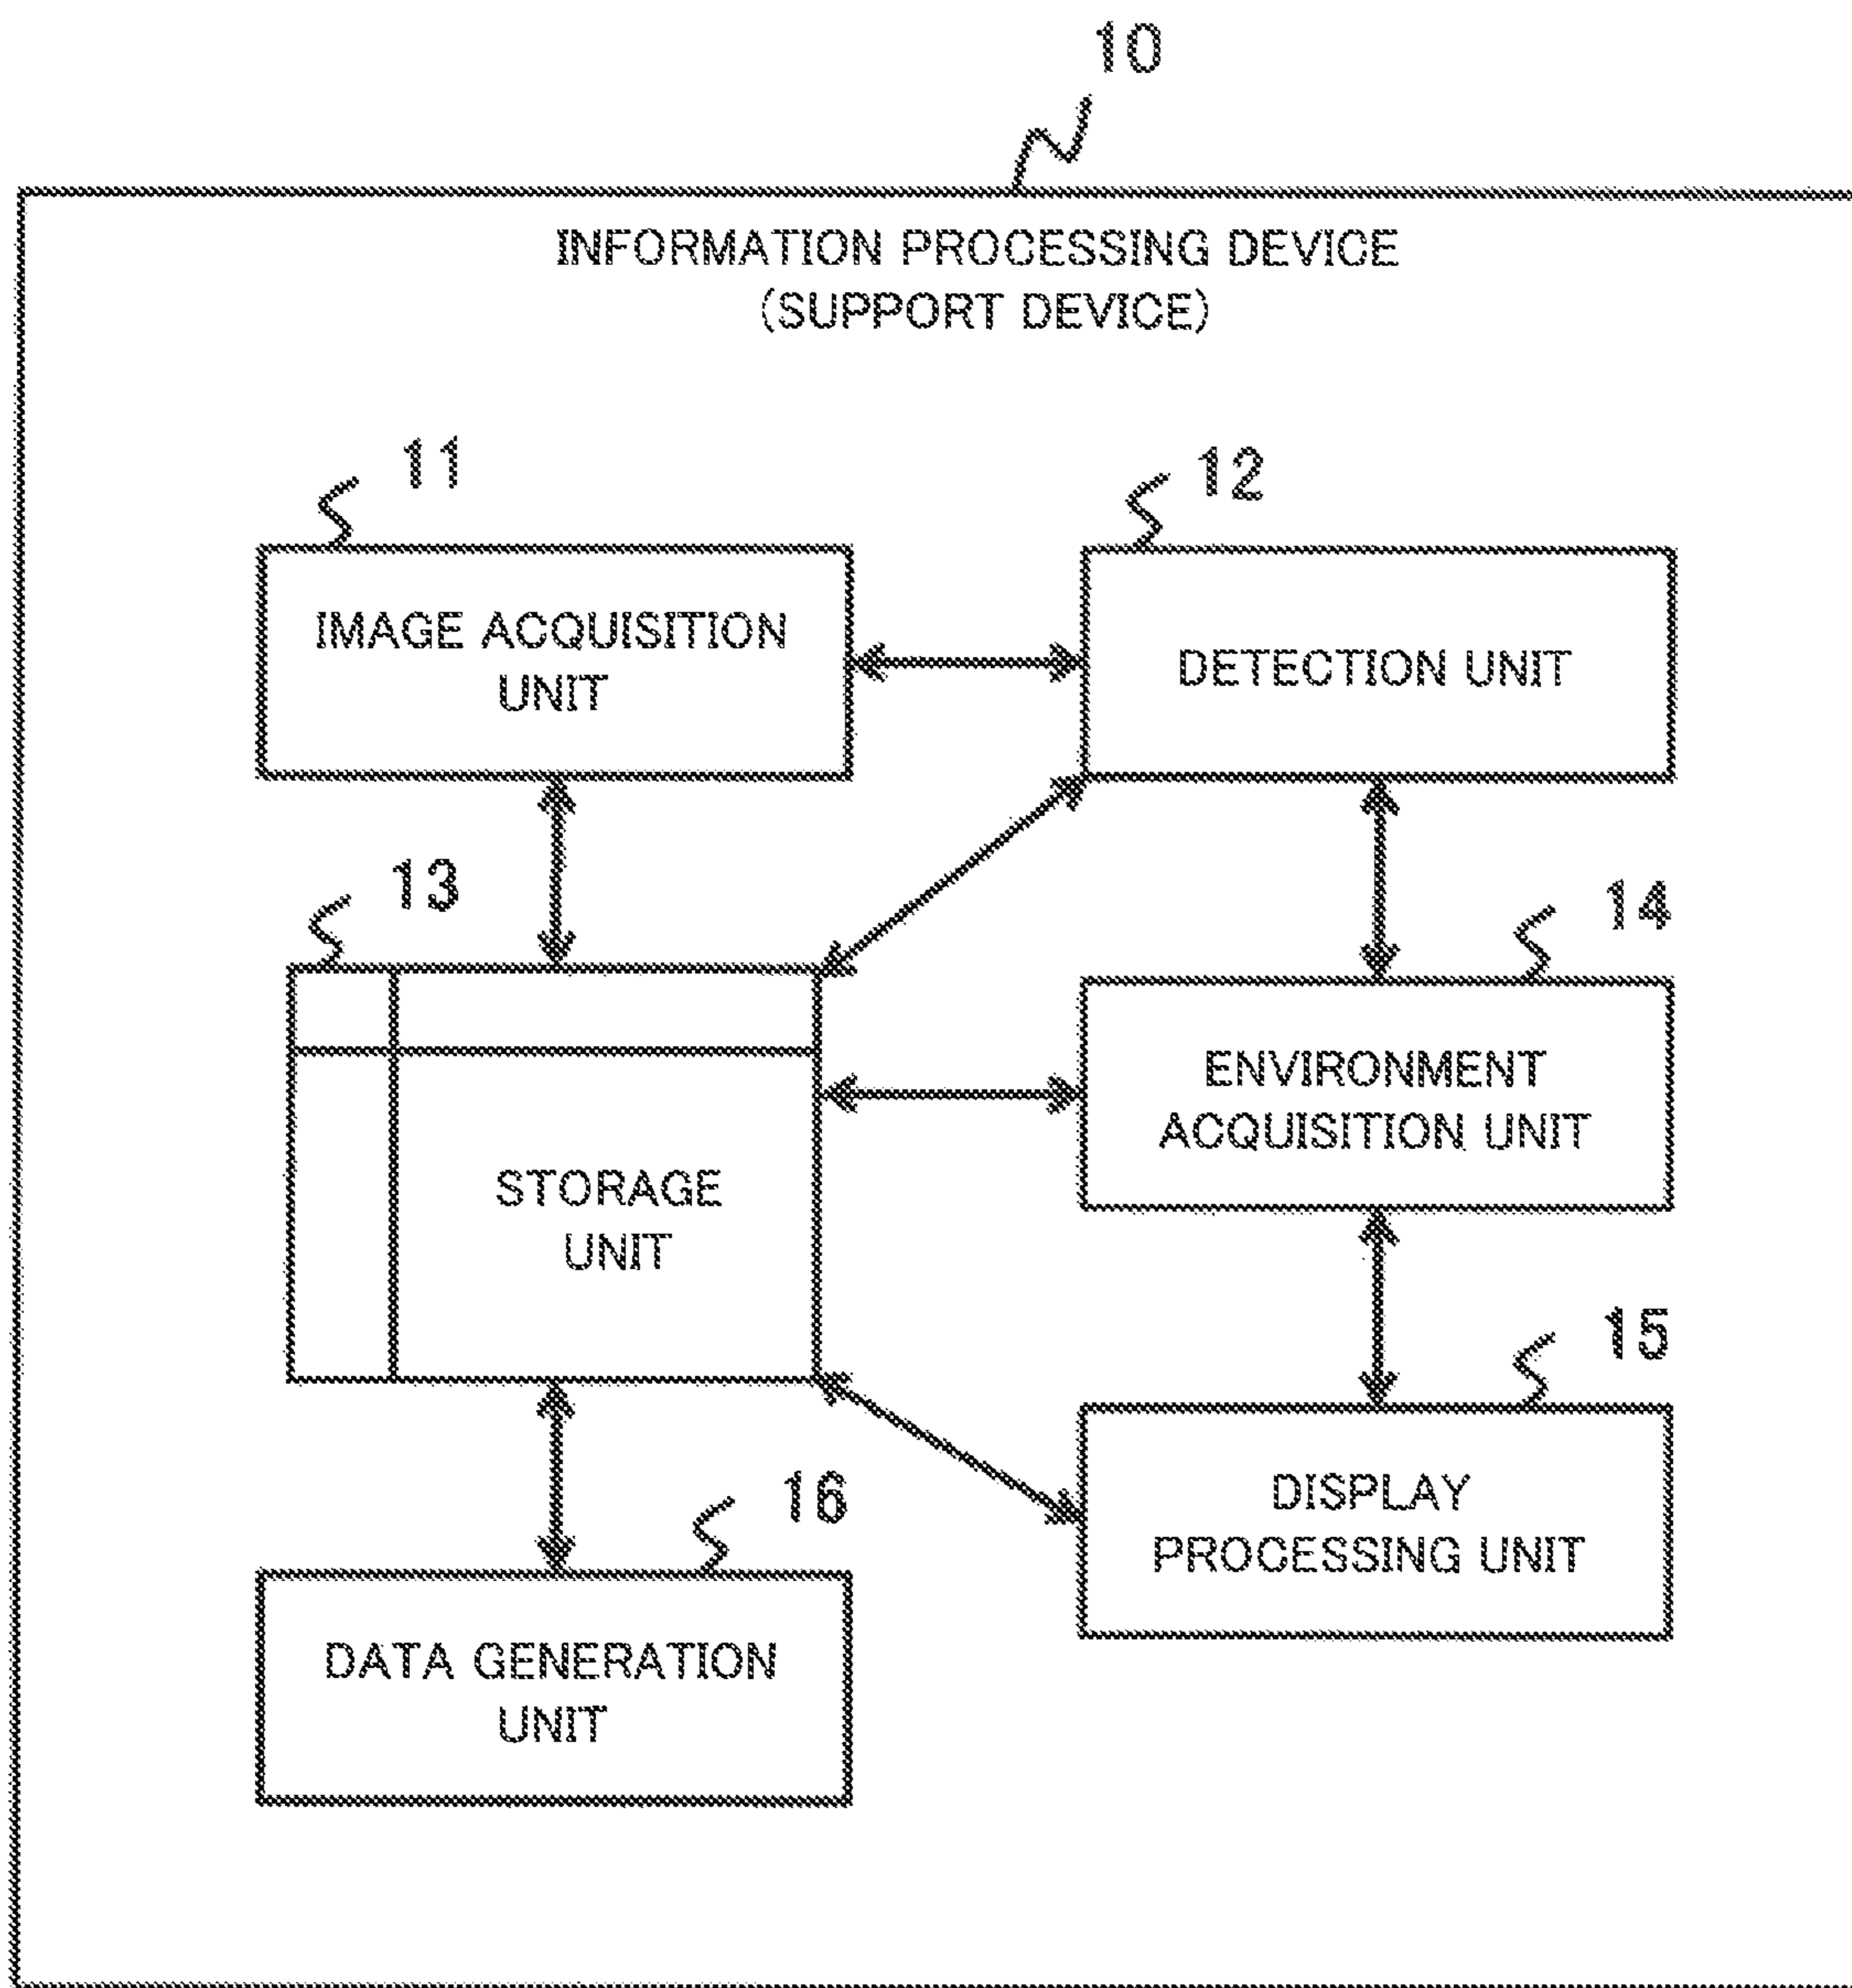 10
INFORMATION PROCESSING DEVICE
(SUPPORT DEVICE)
11
12
IMAGE ACQUISITION
UNIT
DETECTION UNIT
13
14
ENVIRONMENT
ACQUISITION UNIT
STORAGE
UNIT
15
16
DISPLAY
PROCESSING UNIT
DATA GENERATION
UNIT